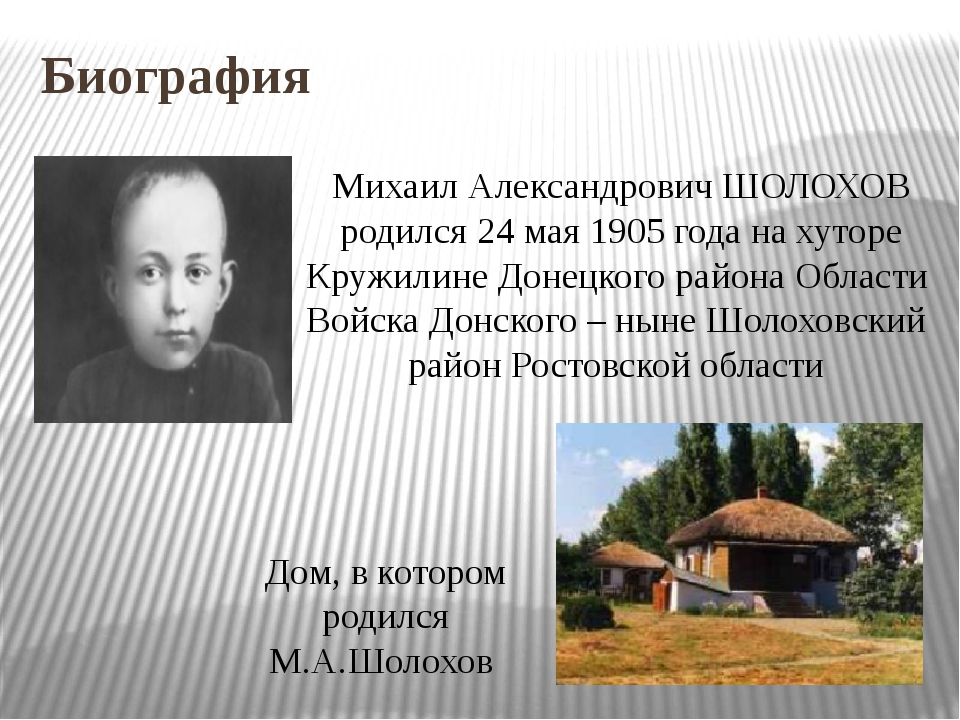 Биография
Михаил Александрович ШОЛОХОВ
родился 24 мая 1905 года на хуторе
Кружилине Донецкого района Области
Войска Донского – ныне Шолоховский
район Ростовской области
Дом, в котором
родился
М.А.Шолохов